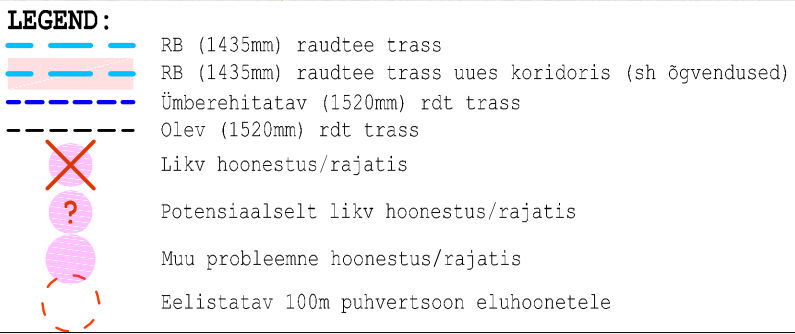 LEGEND:
RB (1435mm) raudtee trass
RB (1435mm) raudtee trass uues koridoris (sh õgvendused)
Ümberehitatav (1520mm) rdt trass
Olev (1520mm) rdt trass
Likv hoonestus/rajatis
?
Potensiaalselt likv hoonestus/rajatis
Muu probleemne hoonestus/rajatis
Eelistatav 100m puhvertsoon eluhoonetele